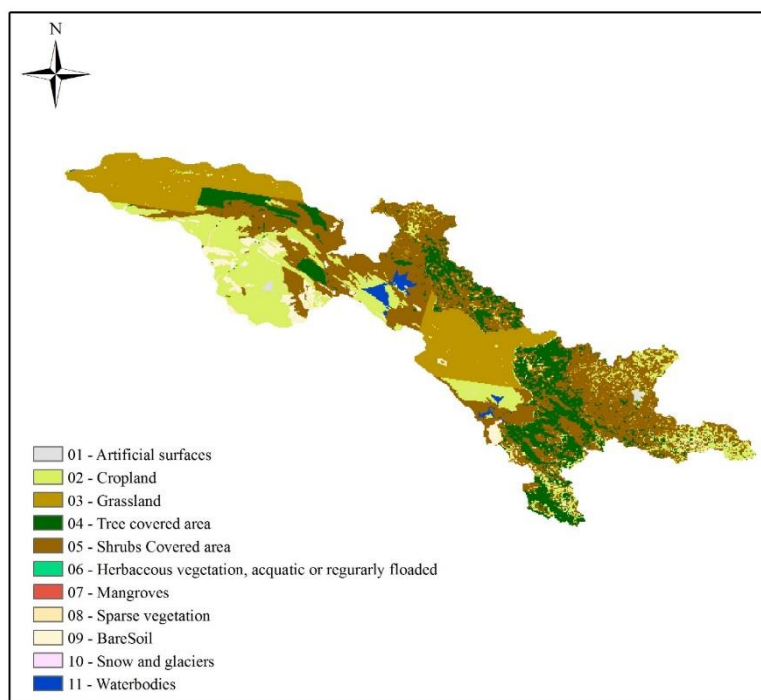 N
01 - Artificial surfaces
02 - Cropland
03 - Grassland
04 - Tree covered area
05 - Shrubs Covered area
06 - Herbaceous vegetation, acquatic or regurarly floaded
07 - Mangroves
08 - Sparse vegetation
09 - BareSoil
10 - Snow and glaciers
11 - Waterbodies